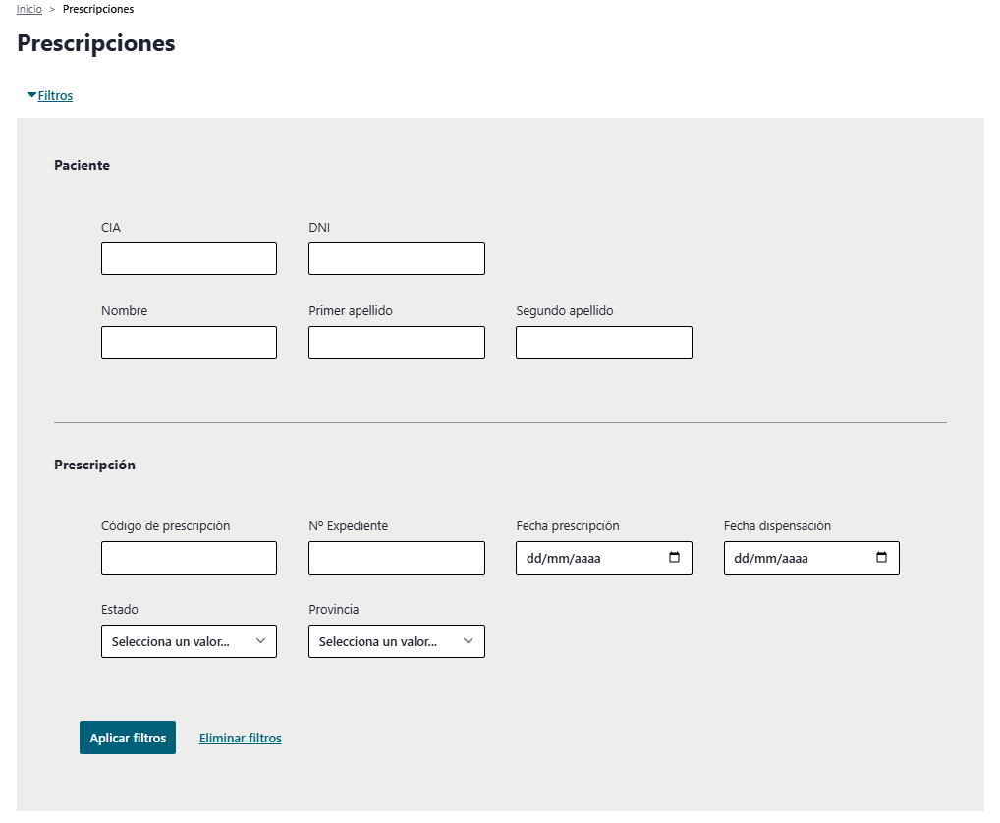 Inicio > Prescripciones
Prescripciones
Filtros
Paciente
CIA DNI
Nombre Primer apellido Segundo apellido
Prescripción
Código de prescripción Nº Expediente Fecha prescripción Fecha dispensación
dd/mm/aaaa dd/mm/aaaa
Estado Provincia
Selecciona un valor... Selecciona un valor...
Aplicar filtros Eliminar filtros